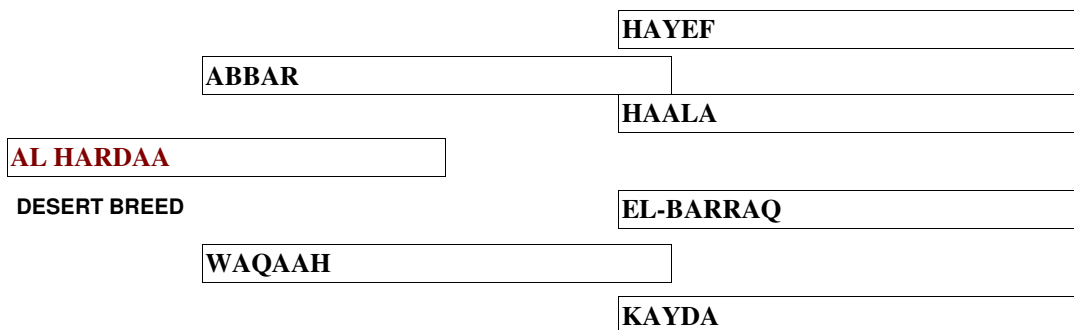 HAYEF
ABBAR
HAALA
AL HARDAA
DESERT BREED
EL-BARRAQ
WAQAAH
KAYDA